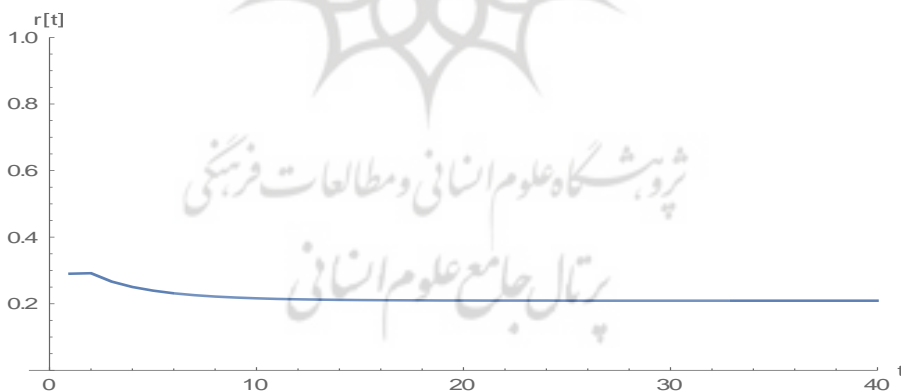 r[t]
1.0
0.8
0.6
0.4
0.2
0 10 20 30 40 t
پژوهشگاه علوم انسانی و مطالعات فرهنگی
پرتال جامع علوم انسانی